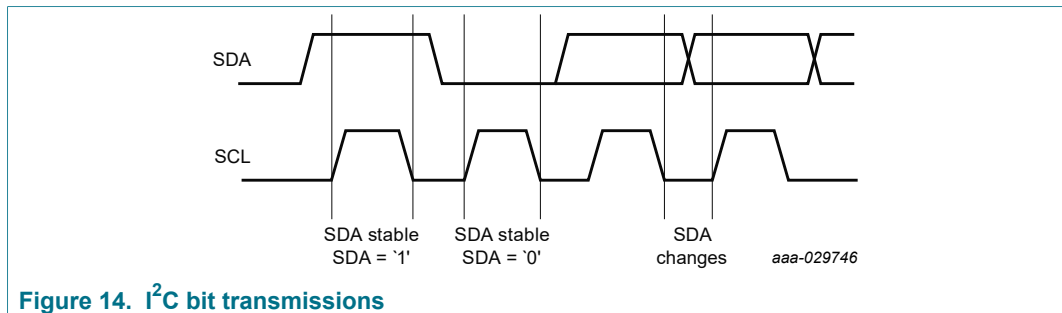 SDA
SCL
SDA stable
SDA = `1'
SDA stable
SDA = `0'
SDA
changes
aaa-029746
Figure 14. I2C bit transmissions